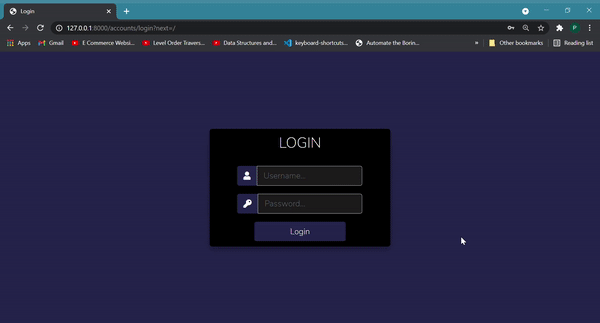 Login
127.0.0.1:8000/accounts/login?next=/
Apps Gmail E Commerce Websi... Level Order Travers... Data Structures and... keyboard-shortcuts... Automate the Borin... » Other bookmarks Reading list
P
LOGIN
Username...
Password...
Login